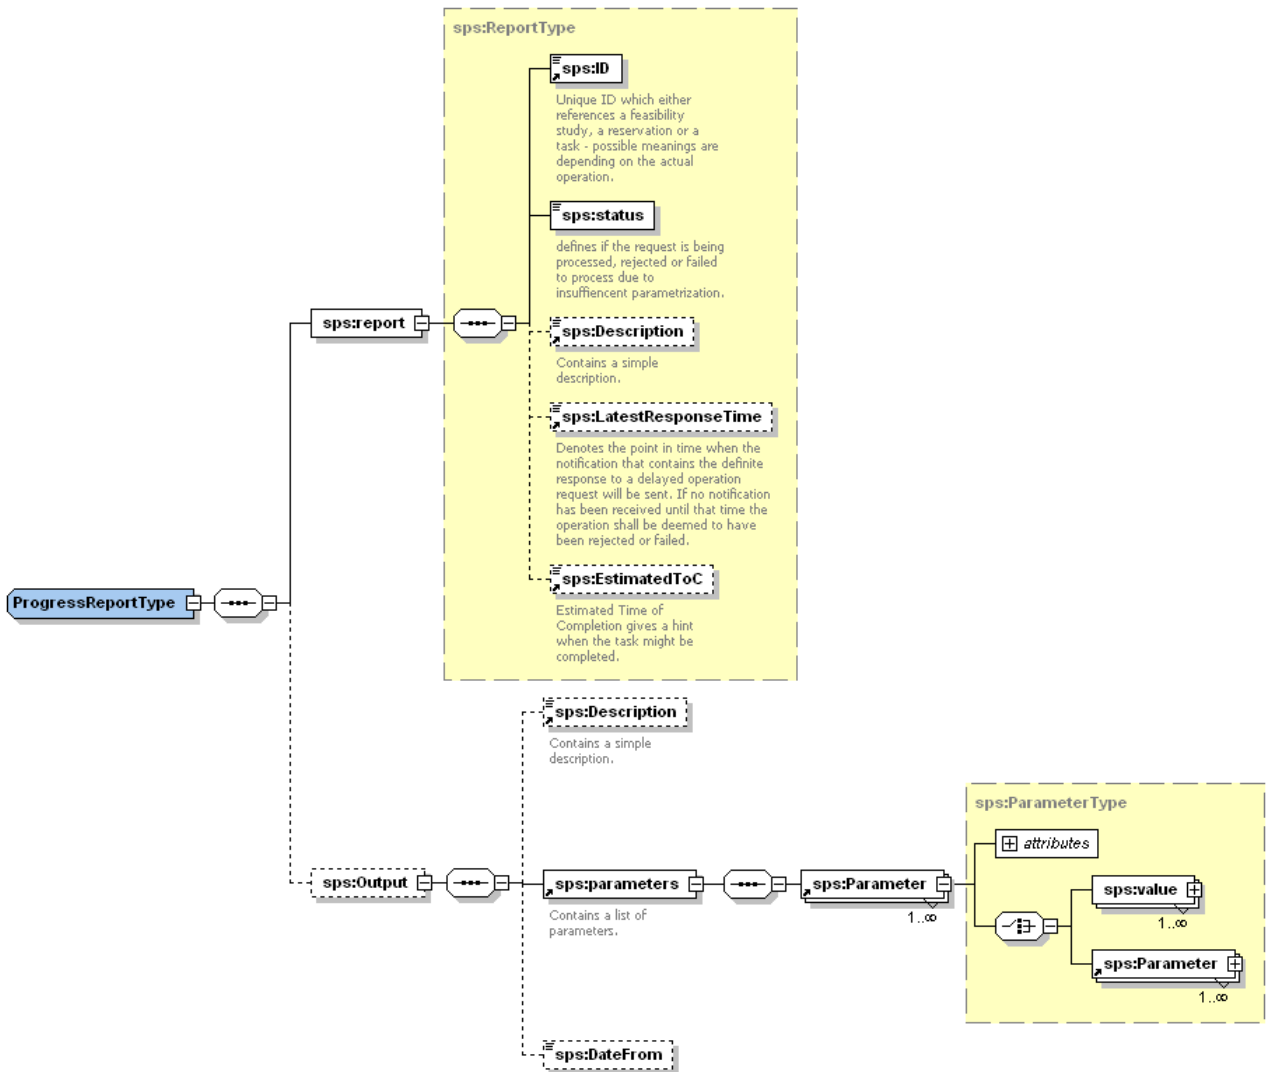 sps:ReportType
sps:ID
Unique ID which either
references a feasibility
study, a reservation or a
task - possible meanings are
depending on the actual
operation.
sps:status
defines if the request is being
processed, rejected or failed
to process due to
insuffiencent parametrization.
sps:report
sps:Description
Contains a simple
description.
sps:LatestResponseTime
Denotes the point in time when the
notification that contains the definite
response to a delayed operation
request will be sent. If no notification
has been received until that time the
operation shall be deemed to have
been rejected or failed.
sps:EstimatedToC
Estimated Time of
Completion gives a hint
when the task might be
completed.
ProgressReportType
sps:Description
Contains a simple
description.
sps:ParameterType
attributes
sps:Output
sps:parameters
Contains a list of
parameters.
sps:Parameter
1..∞
sps:value
1..∞
sps:Parameter
1..∞
sps:DateFrom